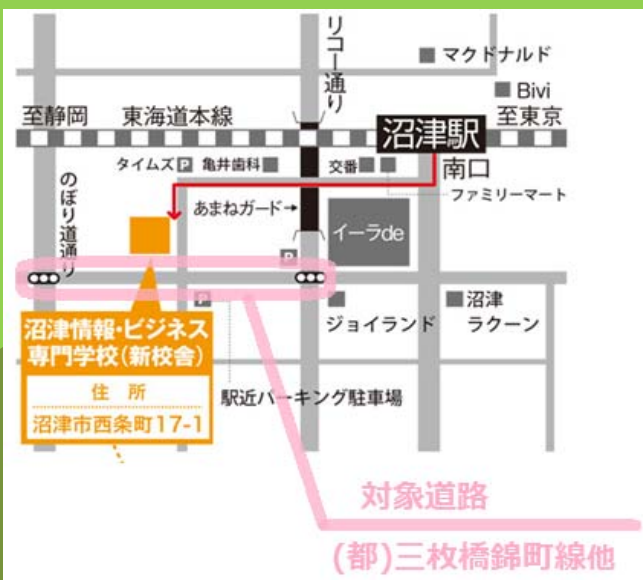 リコー通り
マクドナルド
Bivi
至静岡
東海道本線
沼津駅
至東京
タイムズ P
亀井歯科
交番
南口
ファミリーマート
のぼり道通り
あまねガード→
イーラde
P
P
沼津情報・ビジネス
専門学校(新校舎)
住 所
沼津市西条町17-1
ジョイランド
沼津
ラクーン
駅近パーキング駐車場
対象道路
(都)三枚橋錦町線他